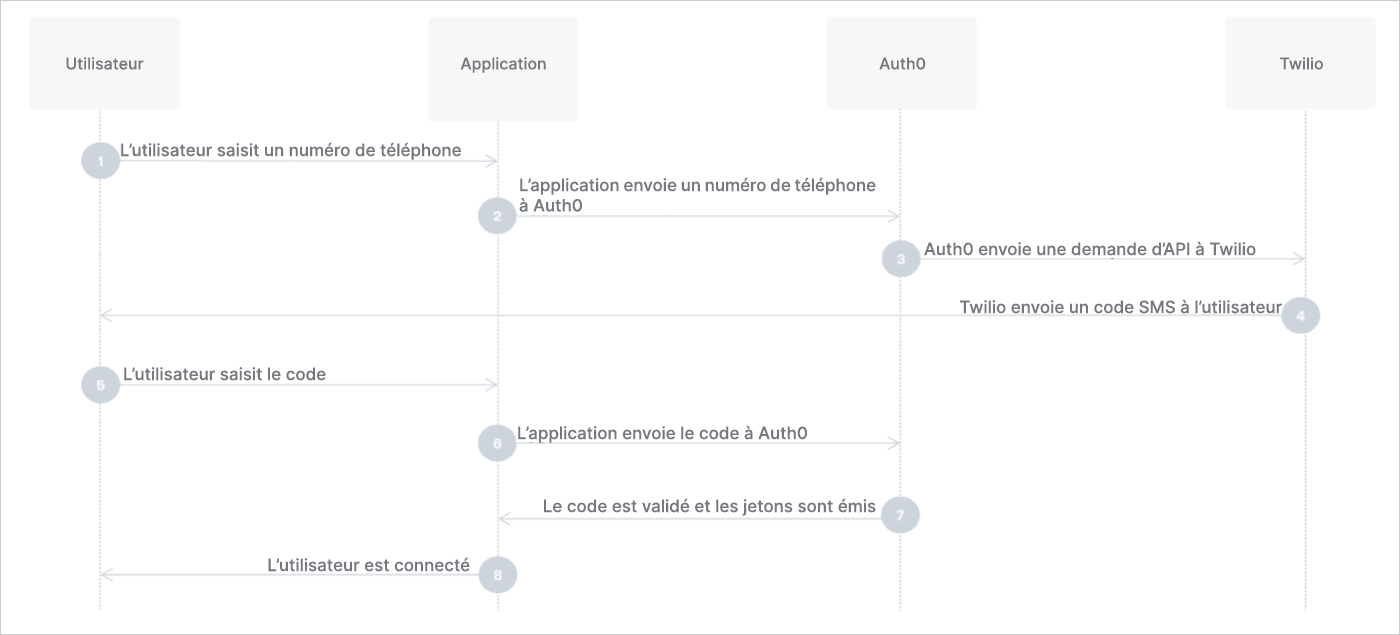 Utilisateur
Application
Auth0
Twilio
1
L’utilisateur saisit un numéro de téléphone
2
L’application envoie un numéro de téléphone
à Auth0
3
Auth0 envoie une demande d’API à Twilio
Twilio envoie un code SMS à l’utilisateur
4
5
L’utilisateur saisit le code
6
L’application envoie le code à Auth0
Le code est validé et les jetons sont émis
7
L’utilisateur est connecté
8